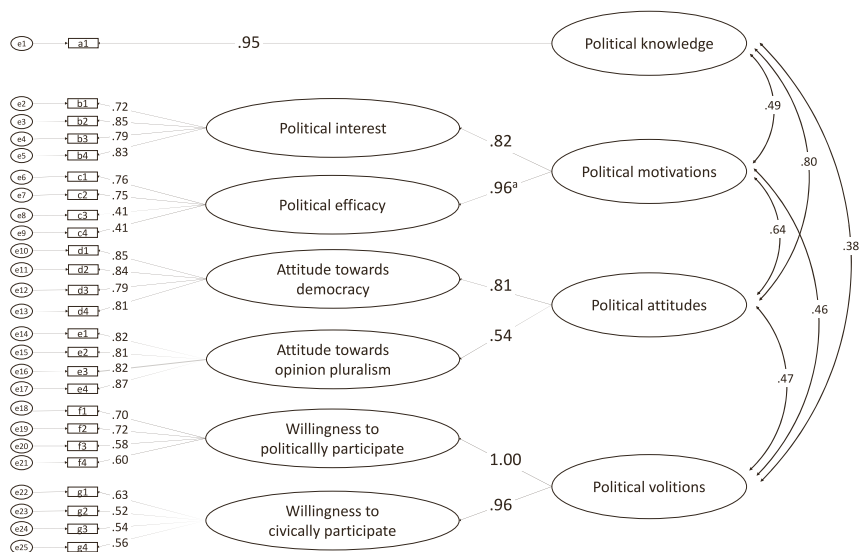 e1 a1 .95 Political knowledge
e2 b1 .72
e3 b2 .85
e4 b3 .79
e5 b4 .83
Political interest
.82
Political motivations
.49
e6 c1 .76
e7 c2 .75
e8 c3 .41
e9 c4 .41
Political efficacy
.96a
.80
.64
.38
e10 d1 .85
e11 d2 .84
e12 d3 .79
e13 d4 .81
Attitude towards
democracy
.81
Political attitudes
.46
e14 e1 .82
e15 e2 .81
e16 e3 .82
e17 e4 .87
Attitude towards
opinion pluralism
.54
.47
e18 f1 .70
e19 f2 .72
e20 f3 .58
e21 f4 .60
Willingness to
politicallly participate
1.00
Political volitions
e22 g1 .63
e23 g2 .52
e24 g3 .54
e25 g4 .56
Willingness to
civically participate
.96